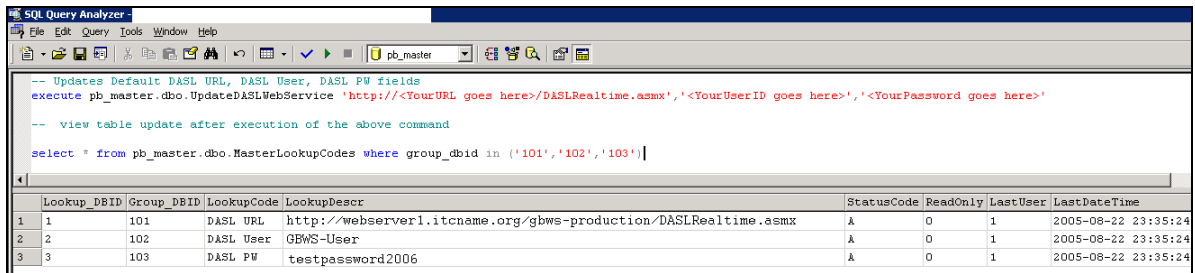 SQL Query Analyzer -
File Edit Query Tools Window Help
pb_master
-- Updates Default DASL URL, DASL User, DASL PW fields
execute pb_master.dbo.UpdateDASLWebService 'http://<YourURL goes here>/DASLRealtime.asmx','<YourUserID goes here>','<YourPassword goes here>'
-- view table update after execution of the above command
select * from pb_master.dbo.MasterLookupCodes where group_dbid in ('101','102','103')
Lookup_DBID Group_DBID LookupCode LookupDescr StatusCode ReadOnly LastUser LastDateTime
1 1 101 DASL URL http://webserver1.itcname.org/gbws-production/DASLRealtime.asmx A 0 1 2005-08-22 23:35:24
2 2 102 DASL User GBWS-User A 0 1 2005-08-22 23:35:24
3 3 103 DASL PW testpassword2006 A 0 1 2005-08-22 23:35:24